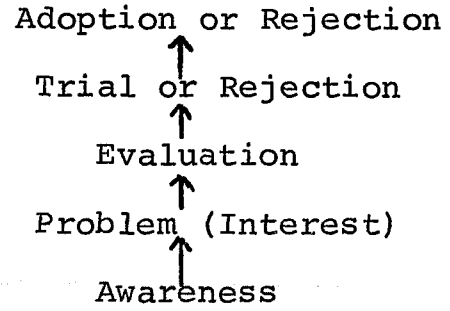 Adoption or Rejection
Trial or Rejection
Evaluation
Problem (Interest)
Awareness